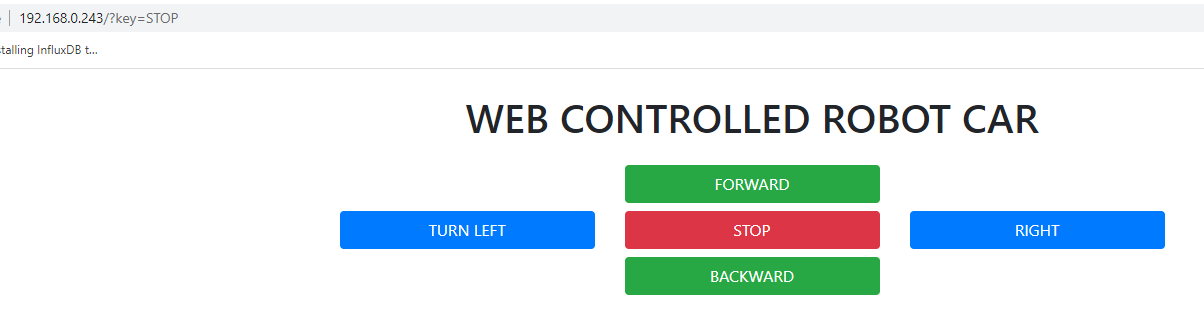 192.168.0.243/?key=STOP
talling InfluxDB t...
WEB CONTROLLED ROBOT CAR
FORWARD
TURN LEFT STOP RIGHT
BACKWARD